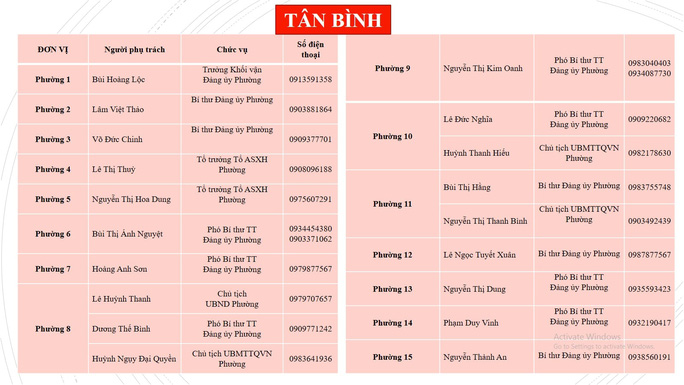 TÂN BÌNH
ĐƠN VỊ Người phụ trách Chức vụ Số điện thoại
Phường 1 Bùi Hoàng Lộc Trưởng Khối vận Đảng ủy Phường 0913591358
Phường 2 Lâm Việt Thảo Bí thư Đảng ủy Phường 0903881864
Phường 3 Võ Đức Chỉnh Bí thư Đảng ủy Phường 0909377701
Phường 4 Lê Thị Thuý Tổ trưởng Tổ ASXH Phường 0908096188
Phường 5 Nguyễn Thị Hoa Dung Tổ trưởng Tổ ASXH Phường 0975607291
Phường 6 Bùi Thị Ánh Nguyệt Phó Bí thư TT Đảng ủy Phường 0934454380 0903371062
Phường 7 Hoàng Anh Sơn Phó Bí thư TT Đảng ủy Phường 0979877567
Phường 8 Lê Huỳnh Thanh Chủ tịch UBND Phường 0979707657
Dương Thế Bình Phó Bí thư TT Đảng ủy Phường 0909771242
Huỳnh Ngụy Đại Quyền Chủ tịch UBMTTQVN Phường 0983641936
Phường 9 Nguyễn Thị Kim Oanh Phó Bí thư TT Đảng ủy Phường 0983040403 0934087730
Phường 10 Lê Đức Nghĩa Phó Bí thư TT Đảng ủy Phường 0909220682
Huỳnh Thanh Hiếu Chủ tịch UBMTTQVN Phường 0982178630
Phường 11 Bùi Thị Hằng Bí thư Đảng ủy Phường 0983755748
Nguyễn Thị Thanh Bình Chủ tịch UBMTTQVN Phường 0903492439
Phường 12 Lê Ngọc Tuyết Xuân Bí thư Đảng ủy Phường 0987877567
Phường 13 Nguyễn Thị Dung Phó Bí thư TT Đảng ủy Phường 0935593423
Phường 14 Phạm Duy Vinh Phó Bí thư TT Đảng ủy Phường 0932190417
Phường 15 Nguyễn Thành An Bí thư Đảng ủy Phường 0938560191
Activate Windows
Go to Settings to activate Windows.